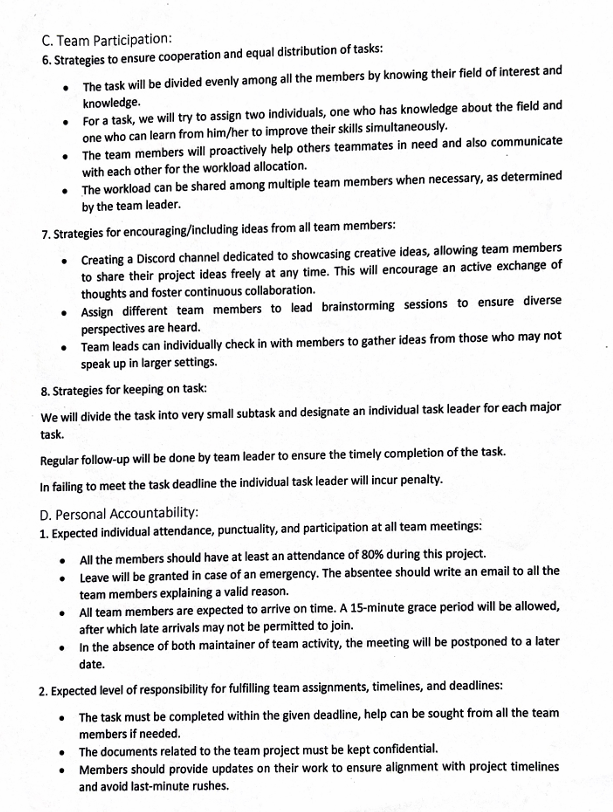 C. Team Participation:
6. Strategies to ensure cooperation and equal distribution of tasks:
• The task will be divided evenly among all the members by knowing their field of interest and
knowledge.
• For a task, we will try to assign two individuals, one who has knowledge about the field and
one who can learn from him/her to improve their skills simultaneously.
• The team members will proactively help others teammates in need and also communicate
with each other for the workload allocation.
• The workload can be shared among multiple team members when necessary, as determined
by the team leader.
7. Strategies for encouraging/including ideas from all team members:
• Creating a Discord channel dedicated to showcasing creative ideas, allowing team members
to share their project ideas freely at any time. This will encourage an active exchange of
thoughts and foster continuous collaboration.
• Assign different team members to lead brainstorming sessions to ensure diverse
perspectives are heard.
• Team leads can individually check in with members to gather ideas from those who may not
speak up in larger settings.
8. Strategies for keeping on task:
We will divide the task into very small subtask and designate an individual task leader for each major
task.
Regular follow-up will be done by team leader to ensure the timely completion of the task.
In failing to meet the task deadline the individual task leader will incur penalty.
D. Personal Accountability:
1. Expected individual attendance, punctuality, and participation at all team meetings:
• All the members should have at least an attendance of 80% during this project.
• Leave will be granted in case of an emergency. The absentee should write an email to all the
team members explaining a valid reason.
• All team members are expected to arrive on time. A 15-minute grace period will be allowed,
after which late arrivals may not be permitted to join.
• In the absence of both maintainer of team activity, the meeting will be postponed to a later
date.
2. Expected level of responsibility for fulfilling team assignments, timelines, and deadlines:
• The task must be completed within the given deadline, help can be sought from all the team
members if needed.
• The documents related to the team project must be kept confidential.
• Members should provide updates on their work to ensure alignment with project timelines
and avoid last-minute rushes.